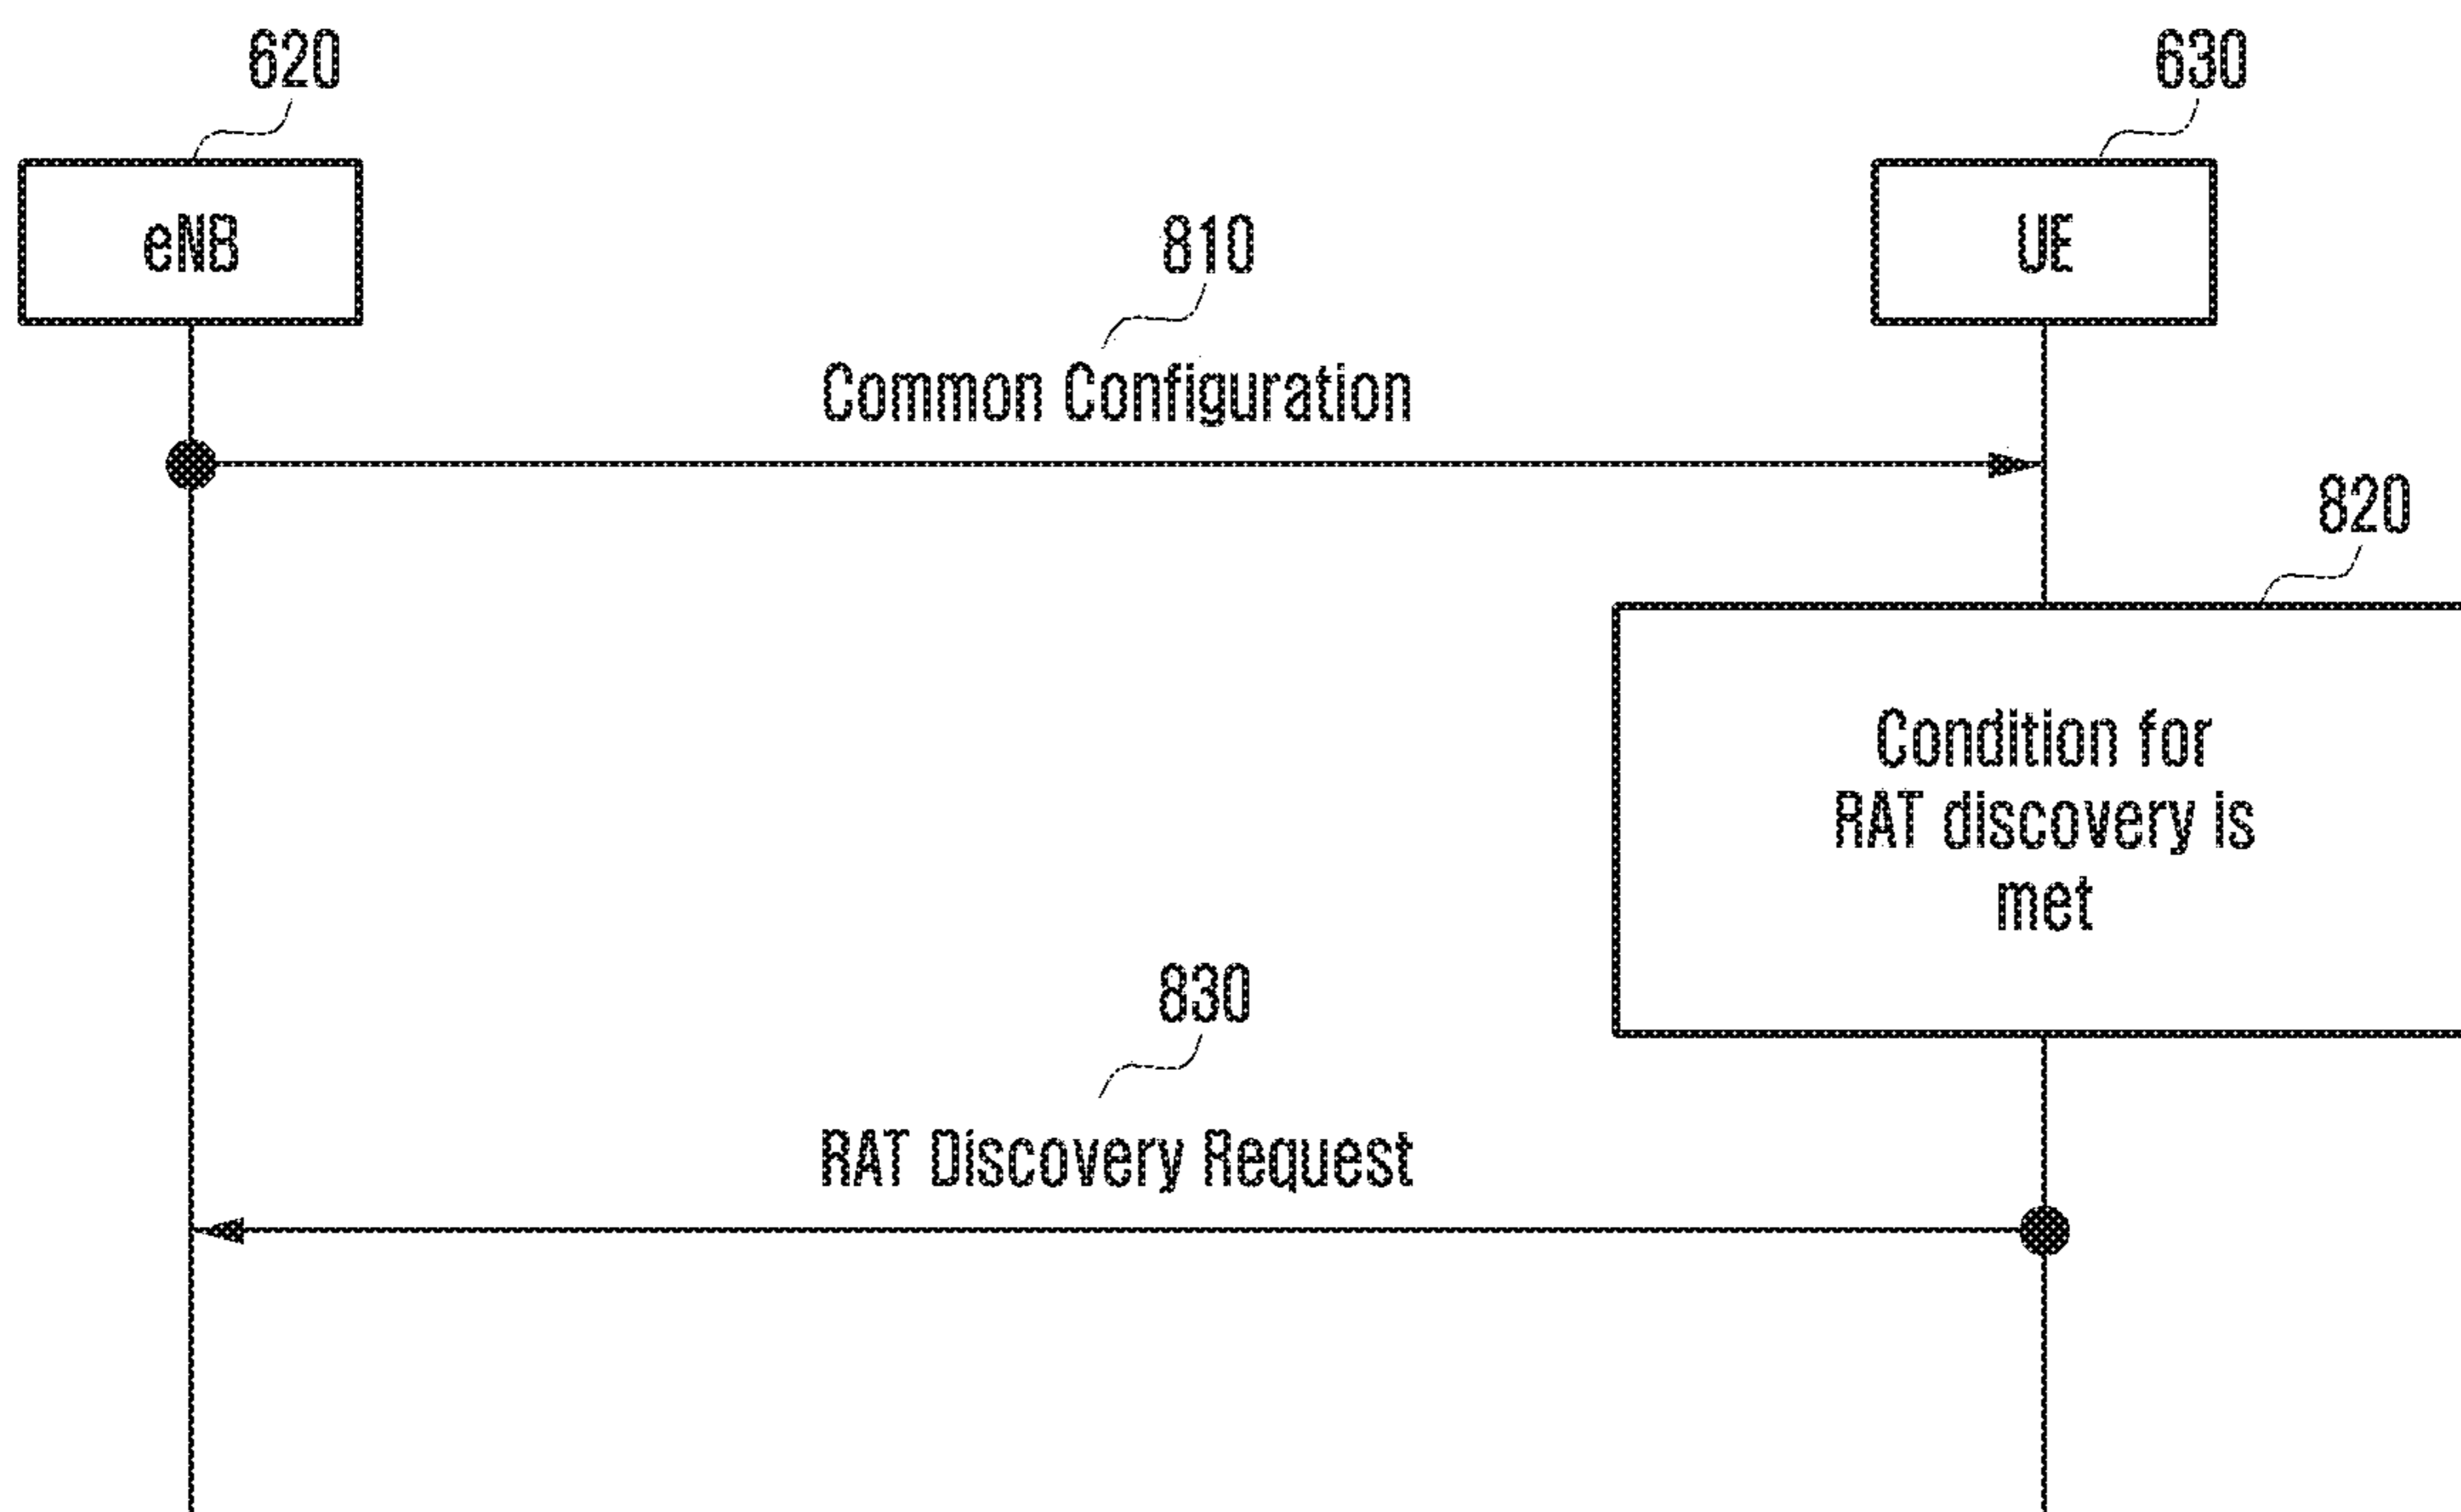 620
630
eNB
UE
810
Common Configuration
820
Condition for
RAT discovery is
met
830
RAT Discovery Request